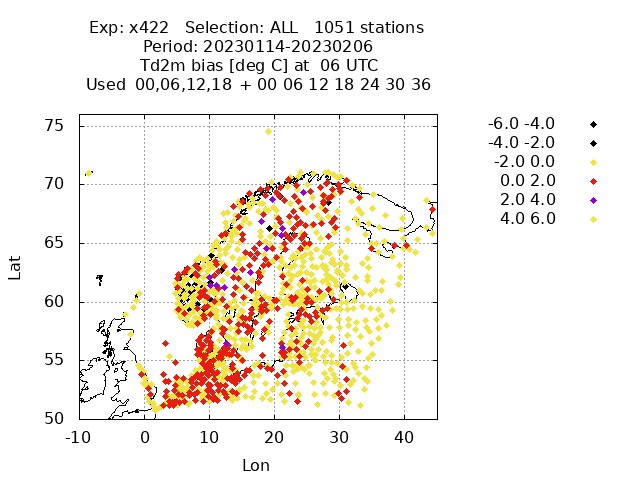 Exp: x422 Selection: ALL 1051 stations
Period: 20230114-20230206
Td2m bias [deg C] at 06 UTC
Used 00,06,12,18 + 00 06 12 18 24 30 36
-6.0 -4.0
-4.0 -2.0
-2.0 0.0
0.0 2.0
2.0 4.0
4.0 6.0
75
70
65
60
55
50
Lat
-10 0 10 20 30 40
Lon